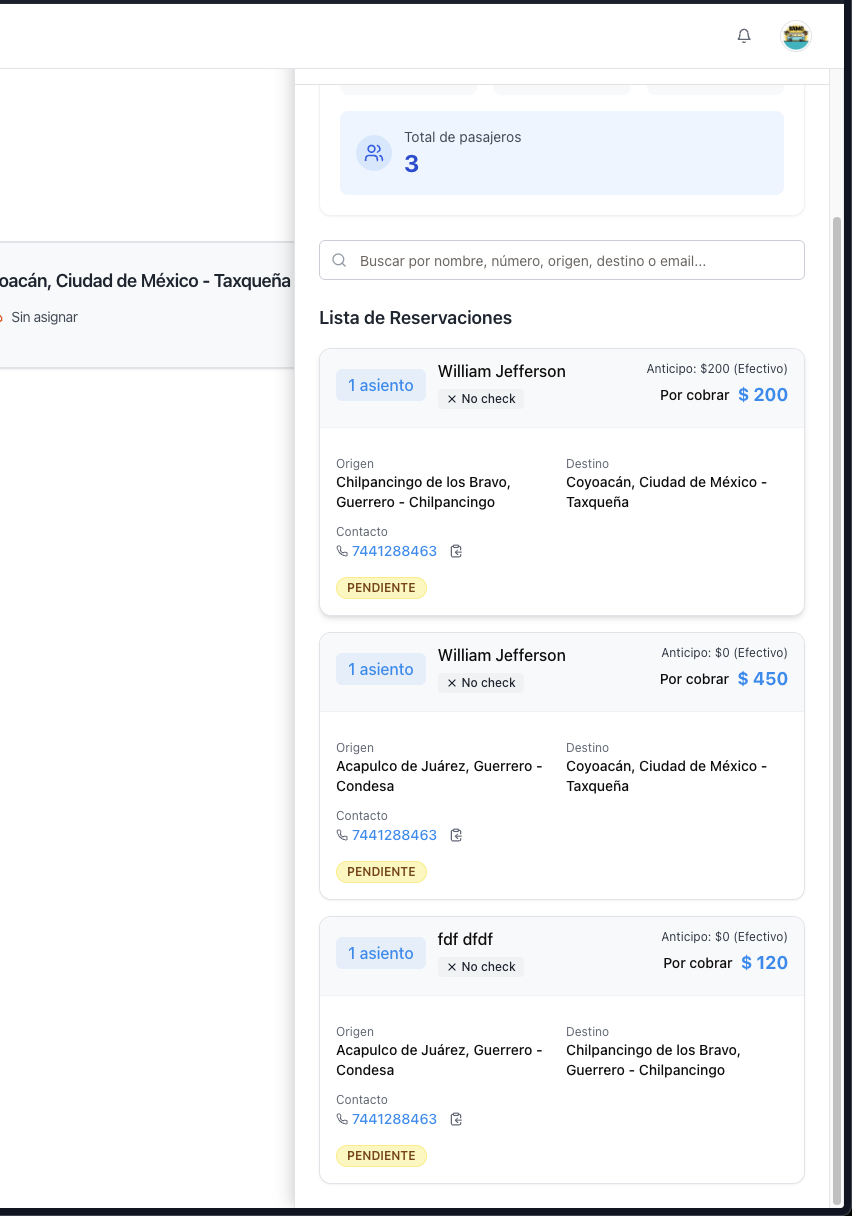 Total de pasajeros
3
oacán, Ciudad de México - Taxqueña
Sin asignar
Buscar por nombre, número, origen, destino o email...
Lista de Reservaciones
1 asiento
William Jefferson
No check
Anticipo: $200 (Efectivo)
Por cobrar $ 200
Origen
Chilpancingo de los Bravo,
Guerrero - Chilpancingo
Destino
Coyoacán, Ciudad de México -
Taxqueña
Contacto
7441288463
PENDIENTE
1 asiento
William Jefferson
No check
Anticipo: $0 (Efectivo)
Por cobrar $ 450
Origen
Acapulco de Juárez, Guerrero -
Condesa
Destino
Coyoacán, Ciudad de México -
Taxqueña
Contacto
7441288463
PENDIENTE
1 asiento
fdf dfdf
No check
Anticipo: $0 (Efectivo)
Por cobrar $ 120
Origen
Acapulco de Juárez, Guerrero -
Condesa
Destino
Chilpancingo de los Bravo,
Guerrero - Chilpancingo
Contacto
7441288463
PENDIENTE